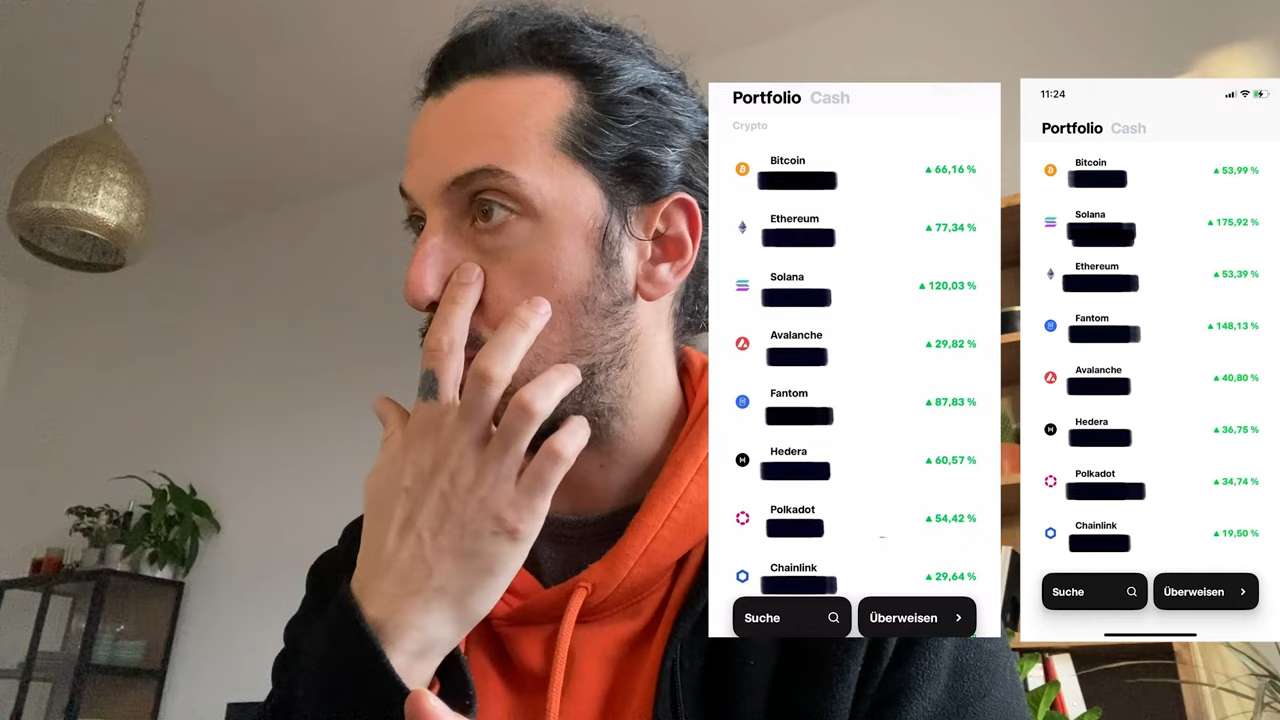 Portfolio Cash
Crypto
Bitcoin
▲ 66,16 %
Ethereum
▲ 77,34 %
Solana
▲ 120,03 %
Avalanche
▲ 29,82 %
Fantom
▲ 87,83 %
Hedera
▲ 60,57 %
Polkadot
▲ 54,42 %
Chainlink
▲ 29,64 %
Suche
Überweisen
11:24
Portfolio Cash
Bitcoin
▲ 53,99 %
Solana
▲ 175,92 %
Ethereum
▲ 53,39 %
Fantom
▲ 148,13 %
Avalanche
▲ 40,80 %
Hedera
▲ 36,75 %
Polkadot
▲ 34,74 %
Chainlink
▲ 19,50 %
Suche
Überweisen